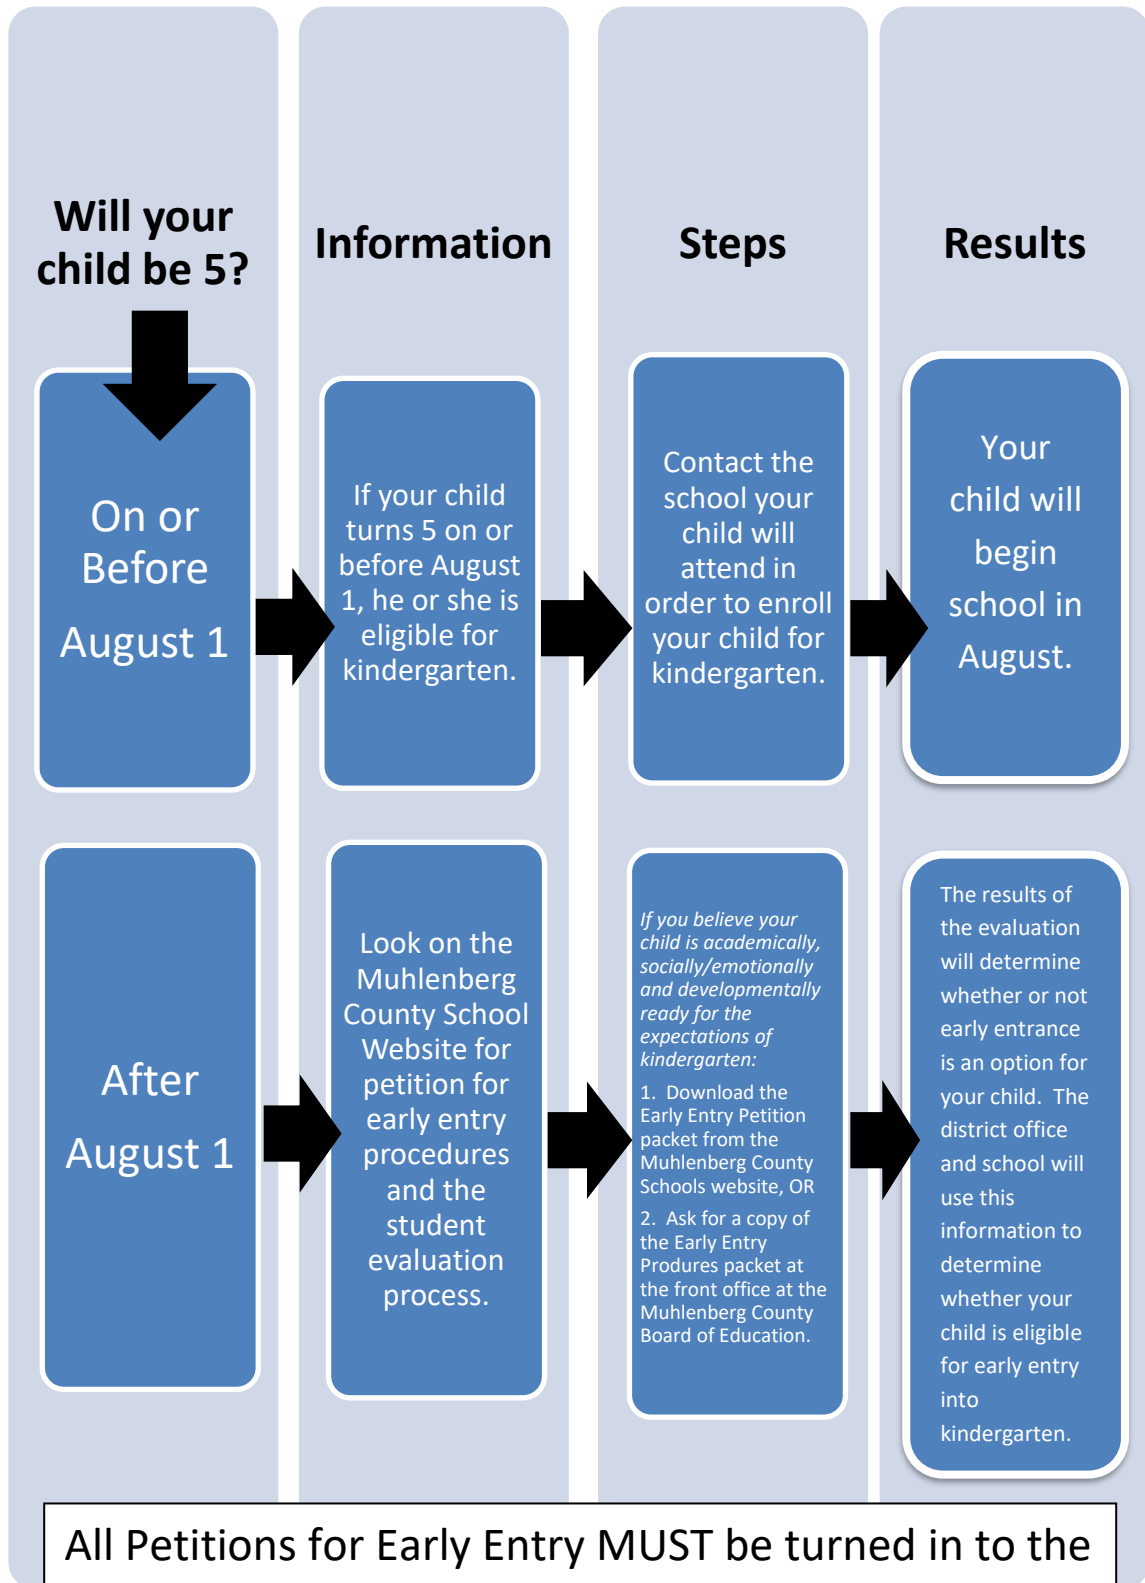 Will your
child be 5?
Information
Steps
Results
On or
Before
August 1
If your child
turns 5 on or
before August
1, he or she is
eligible for
kindergarten.
Contact the
school your
child will
attend in
order to enroll
your child for
kindergarten.
Your
child will
begin
school in
August.
After
August 1
Look on the
Muhlenberg
County School
Website for
petition for
early entry
procedures
and the
student
evaluation
process.
If you believe your
child is academically,
socially/emotionally
and developmentally
ready for the
expectations of
kindergarten:
1. Download the
Early Entry Petition
packet from the
Muhlenberg County
Schools website, OR
2. Ask for a copy of
the Early Entry
Produres packet at
the front office at the
Muhlenberg County
Board of Education.
The results of
the evaluation
will determine
whether or not
early entrance
is an option for
your child. The
district office
and school will
use this
information to
determine
whether your
child is eligible
for early entry
into
kindergarten.
All Petitions for Early Entry MUST be turned in to the